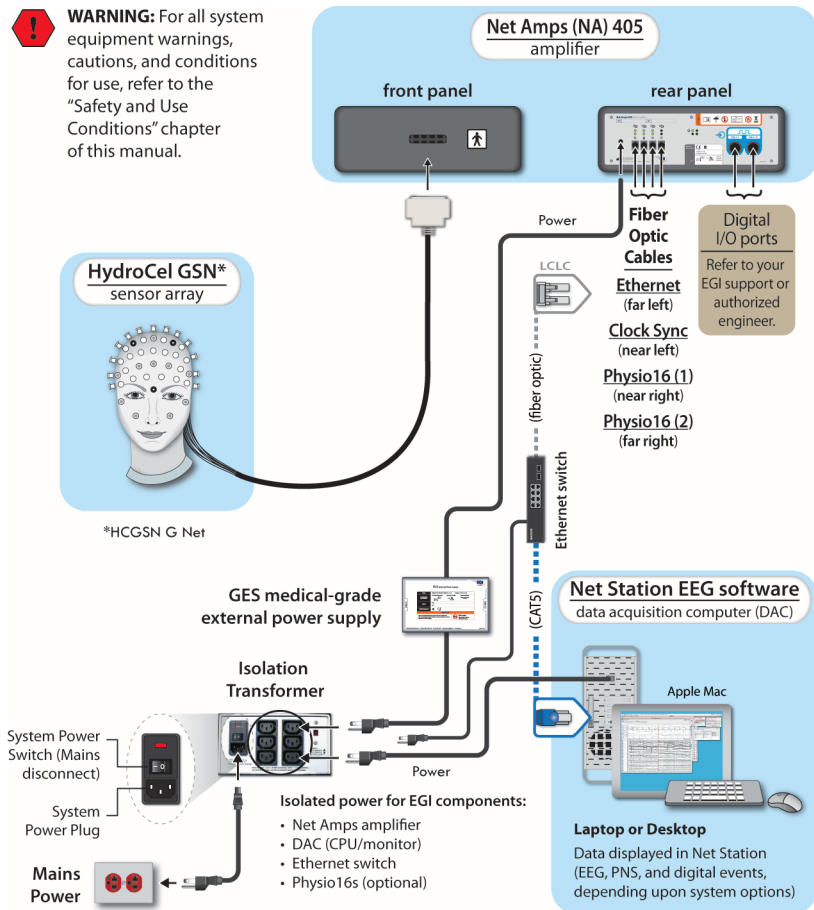 WARNING: For all system
equipment warnings,
cautions, and conditions
for use, refer to the
“Safety and Use
Conditions” chapter
of this manual.
Net Amps (NA) 405
amplifier
front panel
rear panel
Power
Fiber
Optic
Cables
Ethernet
(far left)
Clock Sync
(near left)
Physio16 (1)
(near right)
Physio16 (2)
(far right)
Digital
I/O ports
Refer to your
EGI support or
authorized
engineer.
LCLC
(fiber optic)
HydroCel GSN*
sensor array
*HCGSN G Net
Ethernet switch
(CAT5)
GES medical-grade
external power supply
Net Station EEG software
data acquisition computer (DAC)
Apple Mac
Isolation
Transformer
System Power
Switch (Mains
disconnect)
System
Power Plug
Power
Mains
Power
Isolated power for EGI components:
• Net Amps amplifier
• DAC (CPU/monitor)
• Ethernet switch
• Physio16s (optional)
Laptop or Desktop
Data displayed in Net Station
(EEG, PNS, and digital events,
depending upon system options)